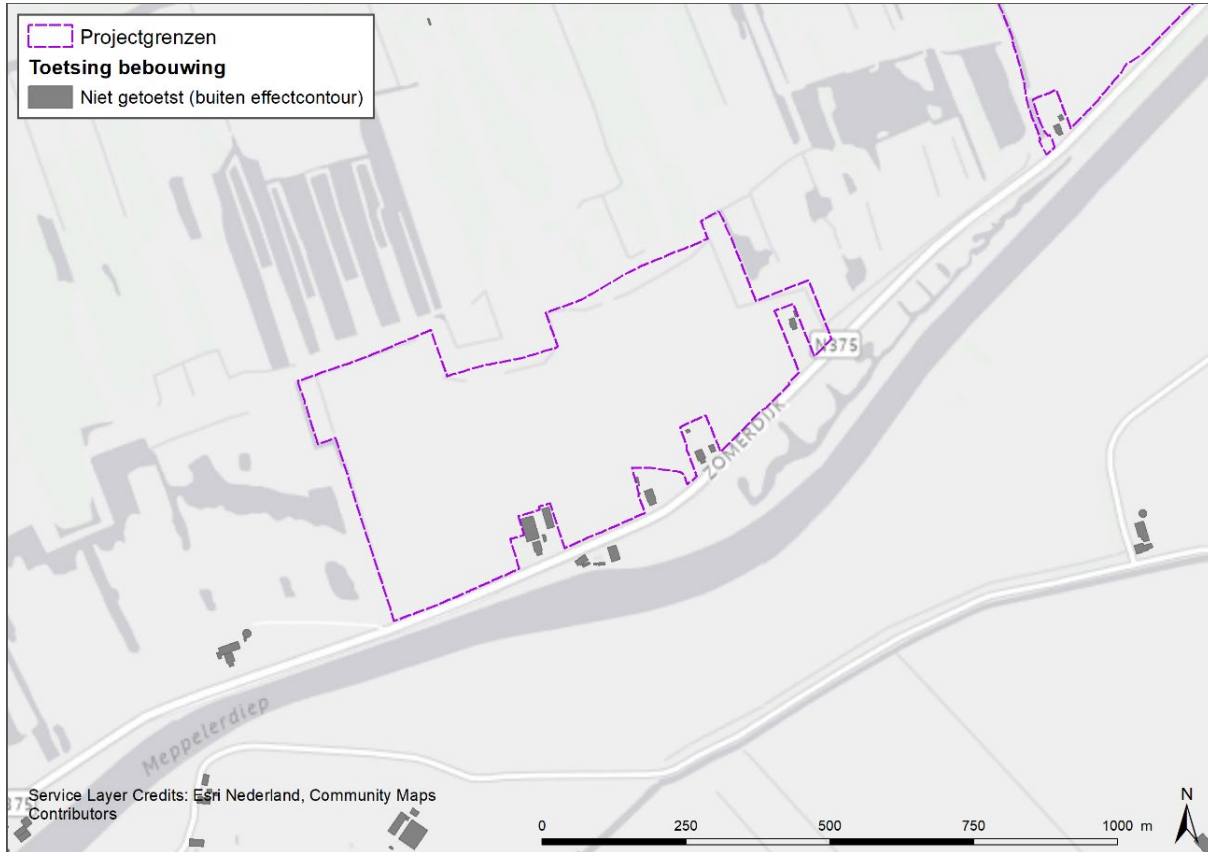 Projectgrenzen
Toetsing bebouwing
Niet getoetst (buiten effectcontour)
N375
ZOMERDIJK
Meppelerdiep
375
Service Layer Credits: Esri Nederland, Community Maps
Contributors
N
0 250 500 750 1000 m